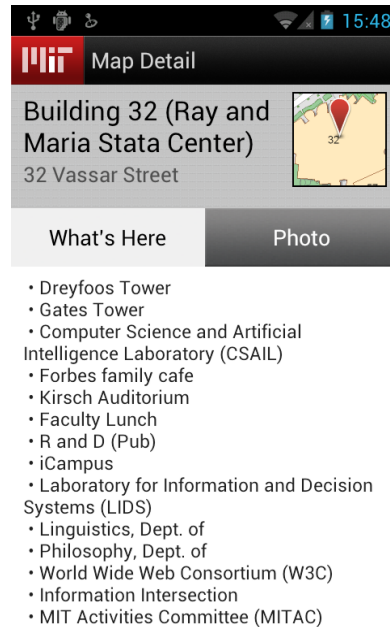 15:48
MIT Map Detail
Building 32 (Ray and
Maria Stata Center)
32 Vassar Street
32
What's Here Photo
• Dreyfoos Tower
• Gates Tower
• Computer Science and Artificial
Intelligence Laboratory (CSAIL)
• Forbes family cafe
• Kirsch Auditorium
• Faculty Lunch
• R and D (Pub)
• iCampus
• Laboratory for Information and Decision
Systems (LIDS)
• Linguistics, Dept. of
• Philosophy, Dept. of
• World Wide Web Consortium (W3C)
• Information Intersection
• MIT Activities Committee (MITAC)